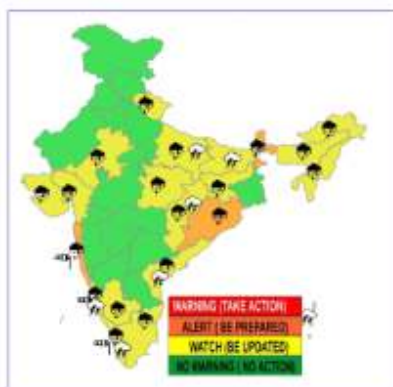 WARNING (TAKE ACTION)
ALERT ( BE PREPARED)
WATCH (BE UPDATED)
NO WARNING ( NO ACTION)